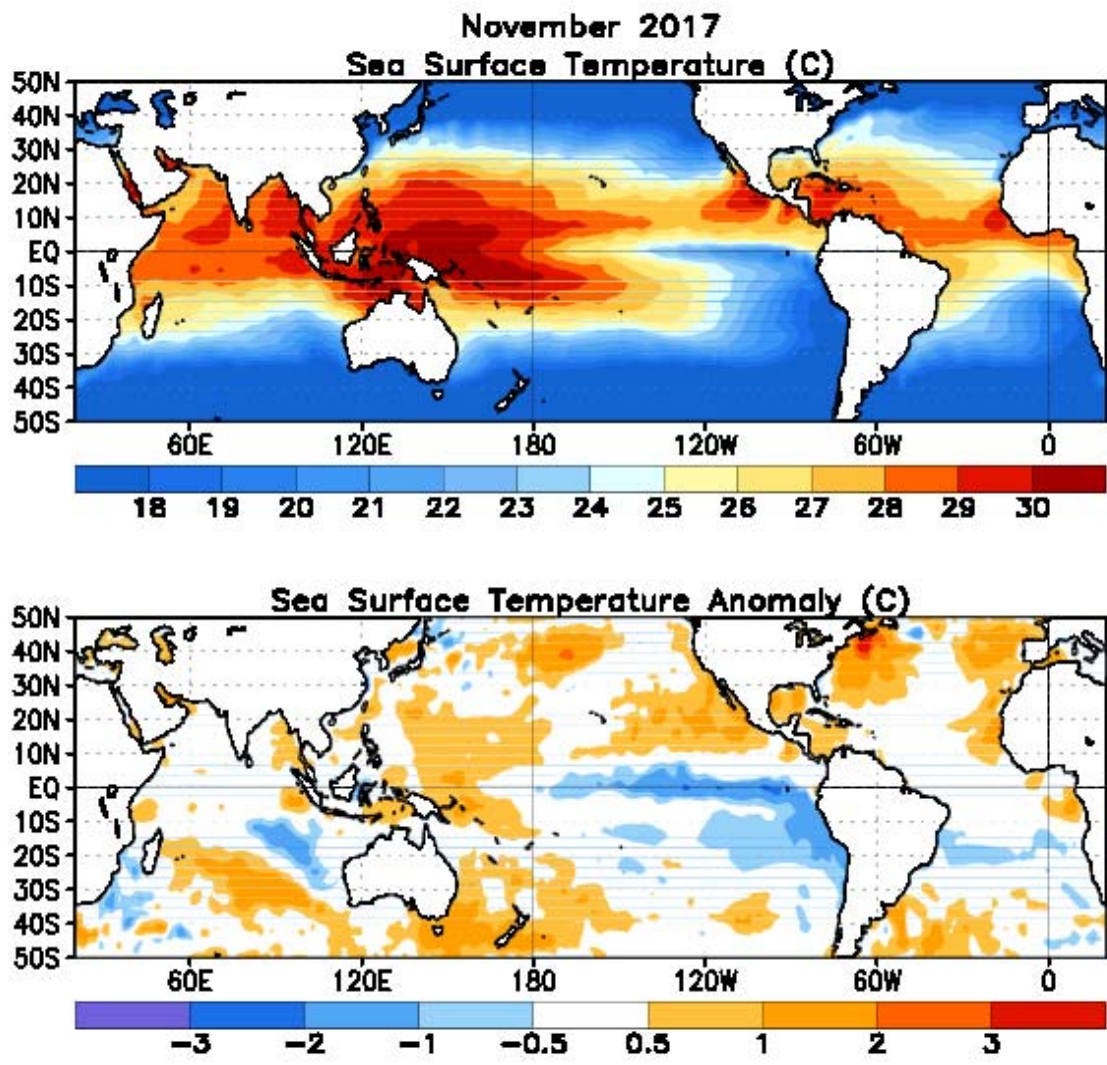 November 2017
Sea Surface Temperature (C)
50N
40N
30N
20N
10N
EQ
10S
20S
30S
40S
50S
60E 120E 180 120W 60W 0
18 19 20 21 22 23 24 25 26 27 28 29 30
Sea Surface Temperature Anomaly (C)
50N
40N
30N
20N
10N
EQ
10S
20S
30S
40S
50S
60E 120E 180 120W 60W 0
-3 -2 -1 -0.5 0.5 1 2 3